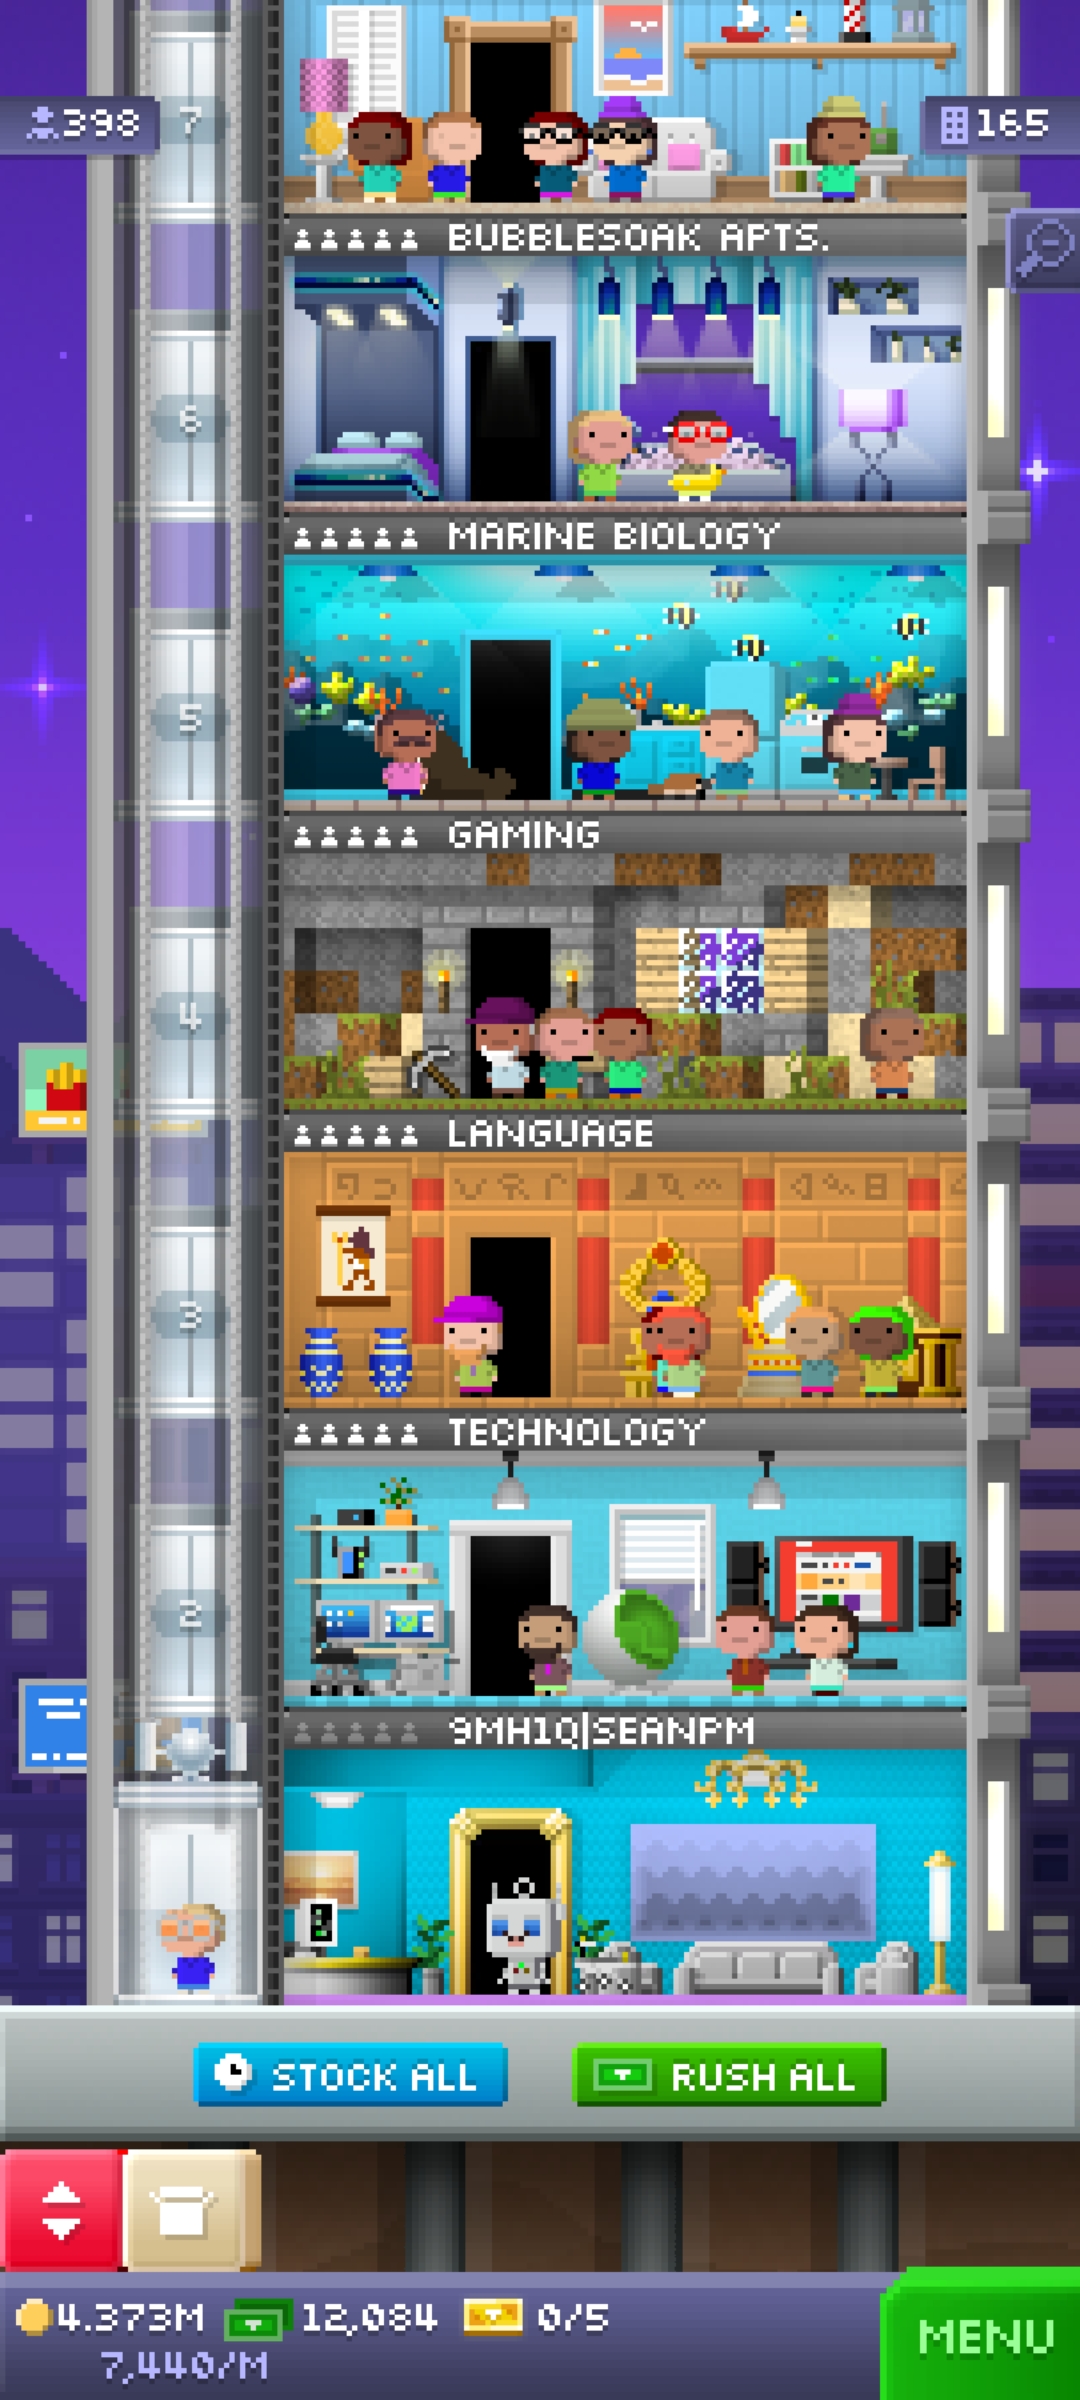 7
398
165
BUBBLESOAK APTS.
6
MARINE BIOLOGY
5
GAMING
4
LANGUAGE
3
TECHNOLOGY
2
9MH1Q|SEANPM
STOCK ALL
RUSH ALL
4.373M
12,084
0/5
7,440/M
MENU